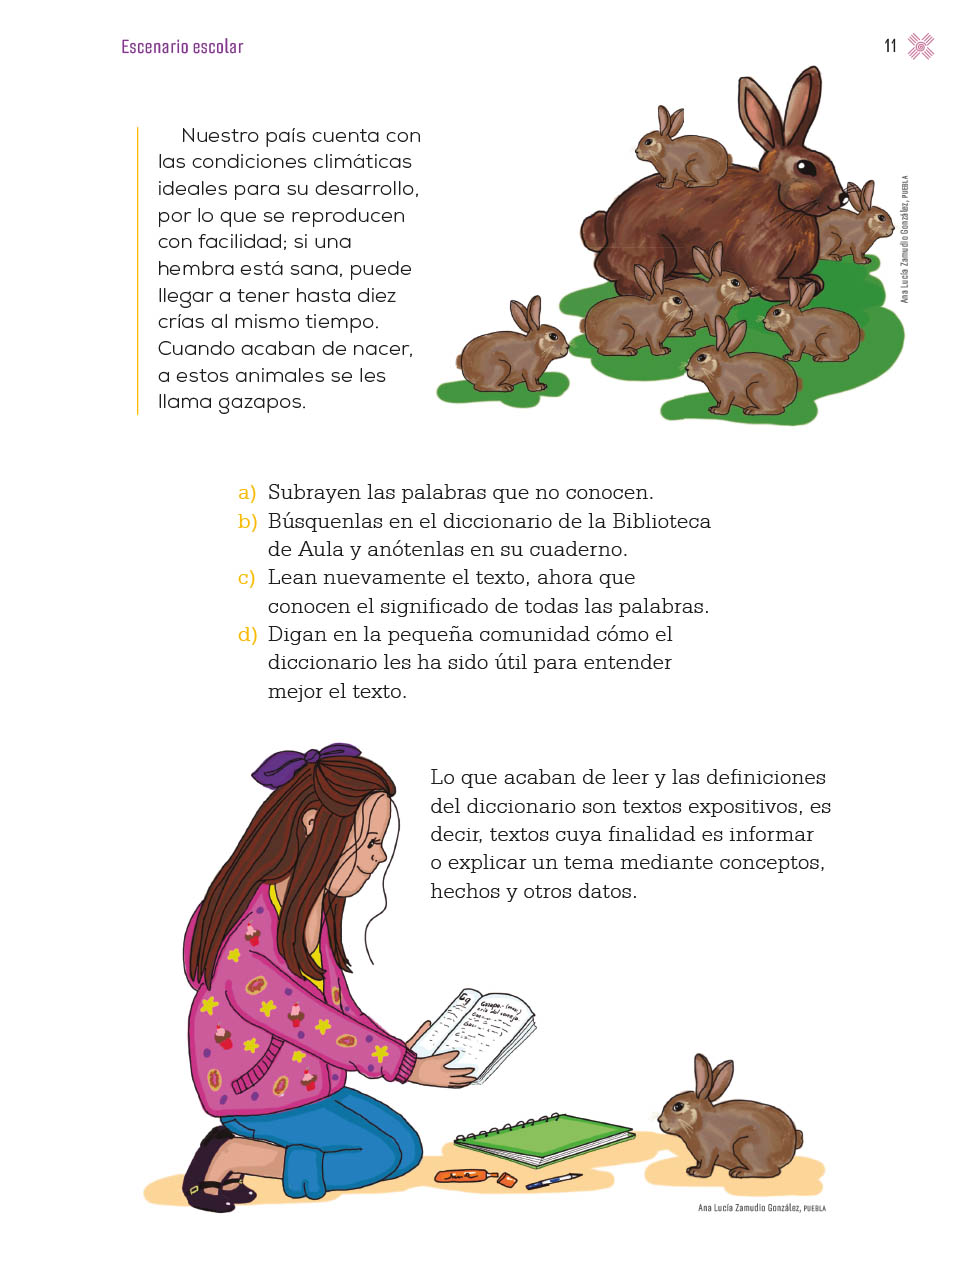 Escenario escolar
11
Nuestro país cuenta con
las condiciones climáticas
ideales para su desarrollo,
por lo que se reproducen
con facilidad; si una
hembra está sana, puede
llegar a tener hasta diez
crías al mismo tiempo.
Cuando acaban de nacer,
a estos animales se les
llama gazapos.
Ana Lucía Zamudio González, PUEBLA
a) Subrayen las palabras que no conocen.
b) Búsquenlas en el diccionario de la Biblioteca
de Aula y anótenlas en su cuaderno.
c) Lean nuevamente el texto, ahora que
conocen el significado de todas las palabras.
d) Digan en la pequeña comunidad cómo el
diccionario les ha sido útil para entender
mejor el texto.
Lo que acaban de leer y las definiciones
del diccionario son textos expositivos, es
decir, textos cuya finalidad es informar
o explicar un tema mediante conceptos,
hechos y otros datos.
Gg
Gazapo.-
cría del conejo
Ana Lucía Zamudio González, PUEBLA